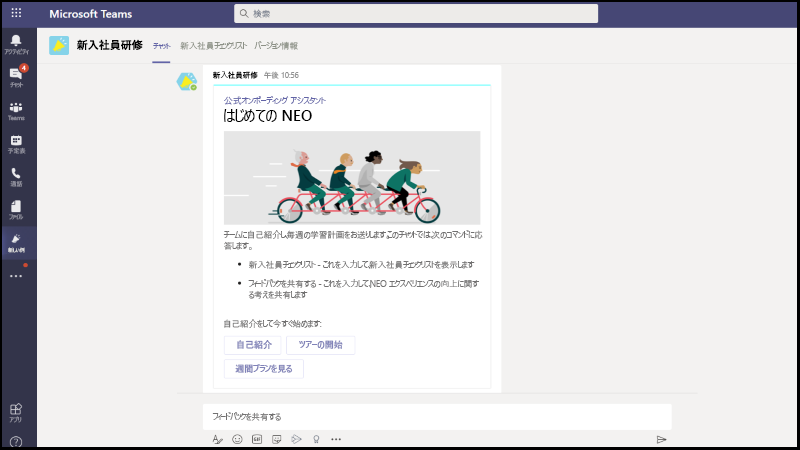 Microsoft Teams
検索
新入社員研修
チャット
新入社員チェックリスト
バージョン情報
アクティビティ
チャット
4
Teams
予定表
通話
ファイル
新しい例
アプリ
新入社員研修 午後 10:56
公式オンボーディング アシスタント
はじめての NEO
チームに自己紹介し、毎週の学習計画をお送りします。このチャットでは、次のコマンドに応
答します。
• 新入社員チェックリスト - これを入力して、新入社員チェックリストを表示します
• フィードバックを共有する - これを入力して、NEO エクスペリエンスの向上に関す
る考えを共有します
自己紹介をして今すぐ始めます:
自己紹介
ツアーの開始
週間プランを見る
フィードバックを共有する
GIF